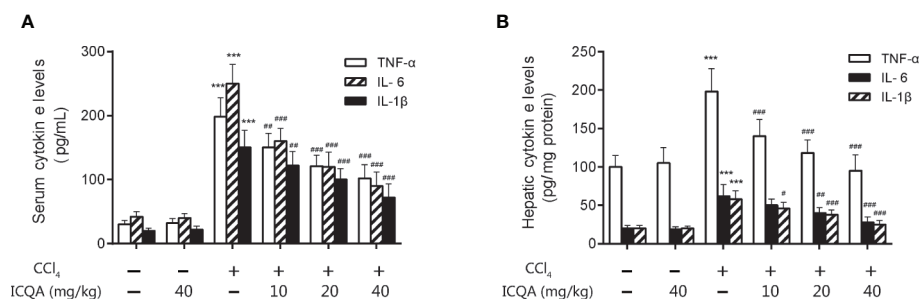 A
Serum cytokin e levels
( pg/mL)
300
200
100
0
TNF-α
IL- 6
IL-1β
*** *** ***
## ### ##
### ### ###
### ### ###
CCl4 – – + + + +
ICQA (mg/kg) – 40 – 10 20 40
B
Hepatic cytokin e levels
(pg/mg protein)
250
200
150
100
50
0
TNF-α
IL- 6
IL-1β
*** *** ***
### #
### ## ###
### ### ###
CCl4 – – + + + +
ICQA (mg/kg) – 40 – 10 20 40